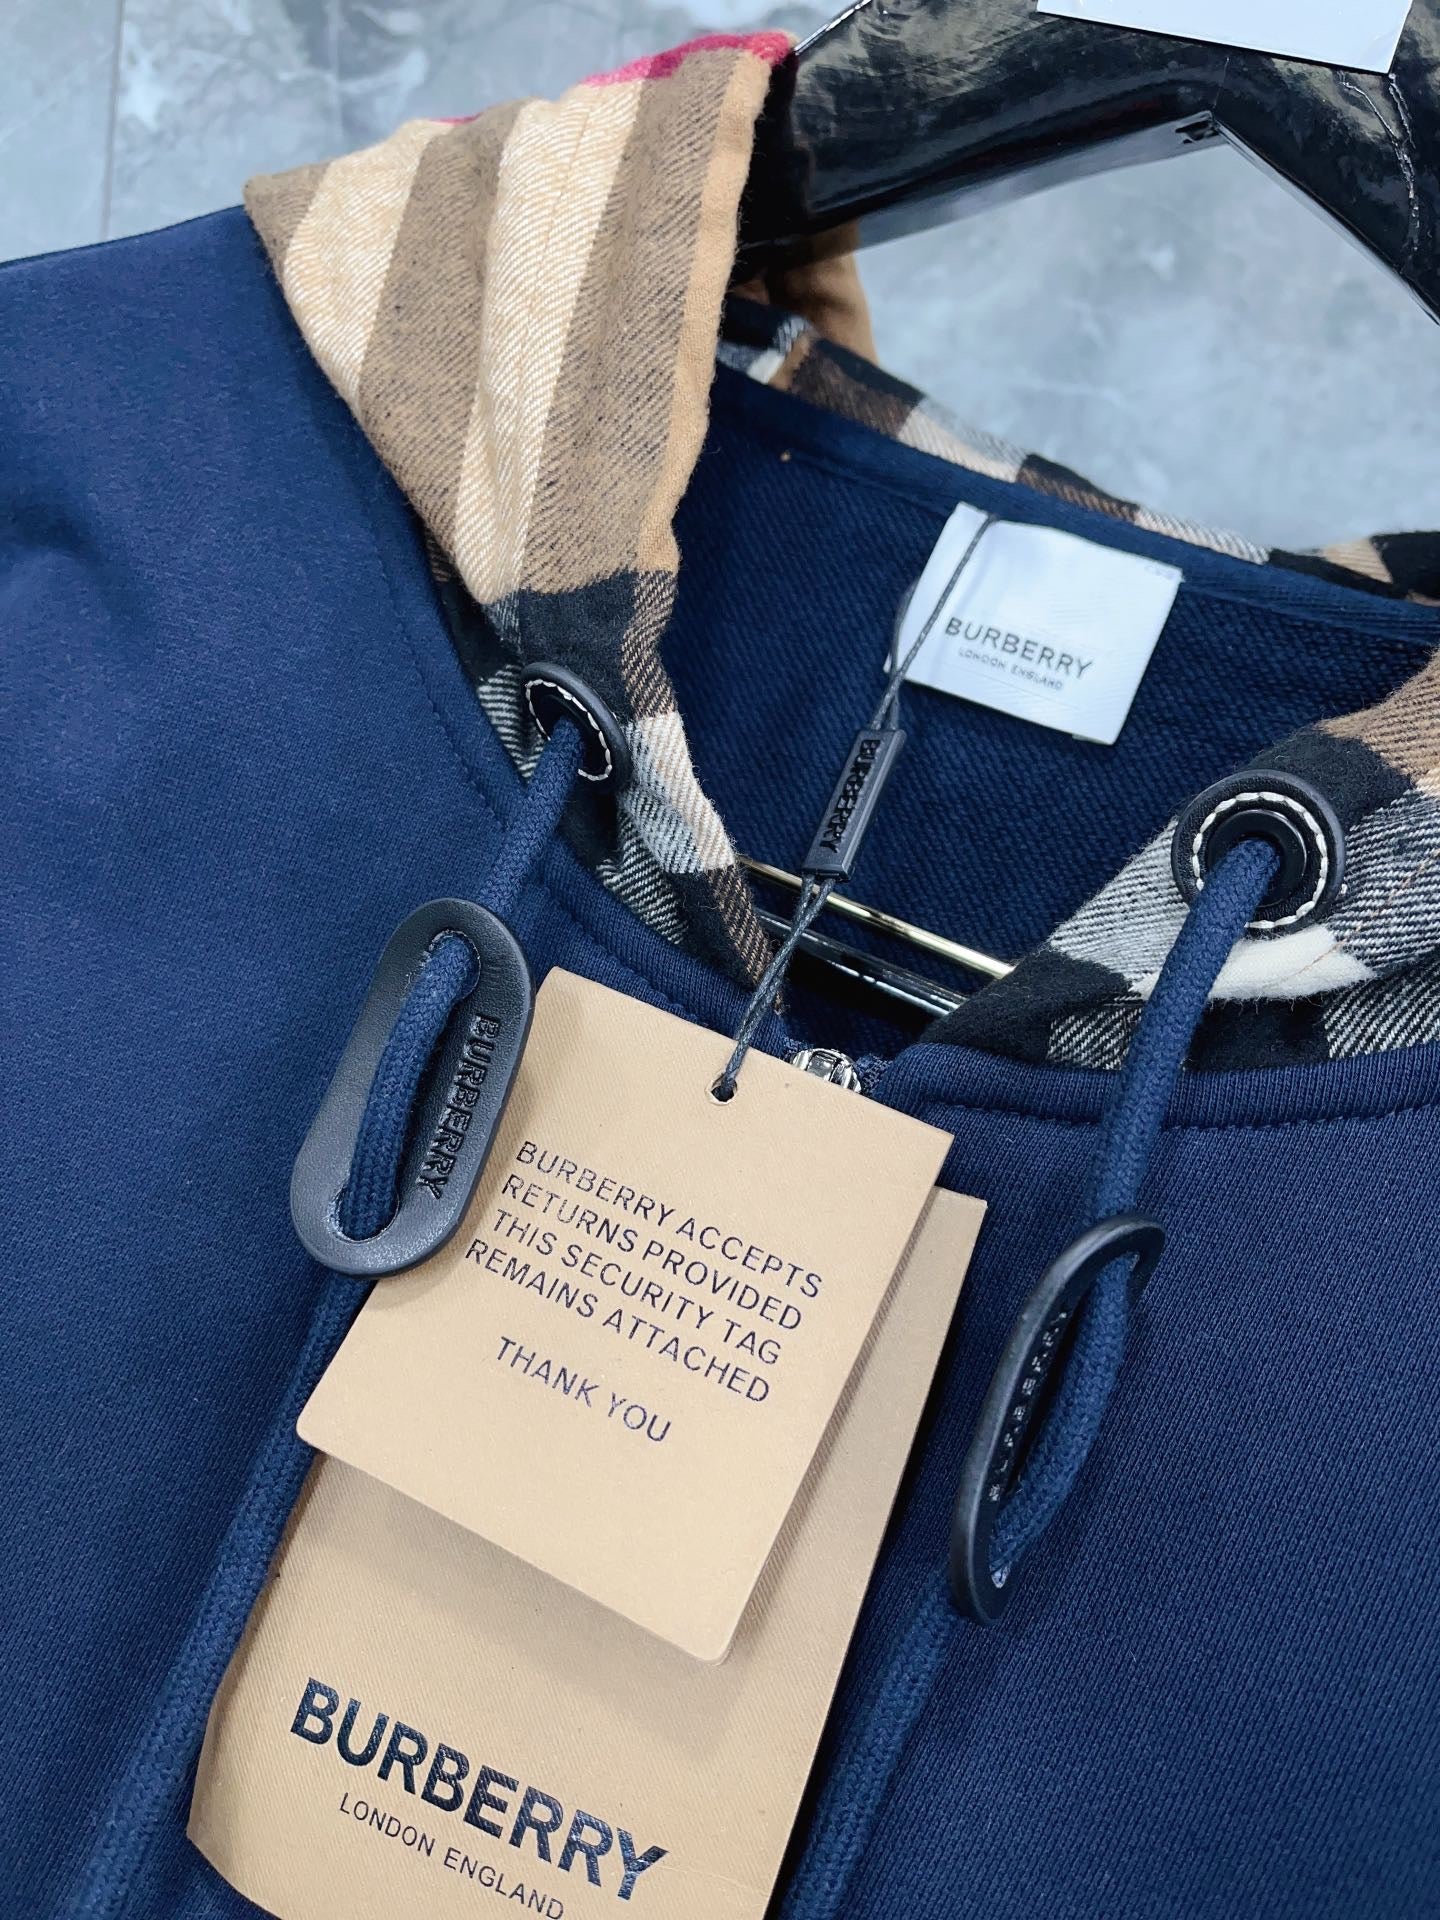 BURBERRY
LONDON ENGLAND
BURBERRY
BURBERRY
BURBERRY
BURBERRY ACCEPTS
RETURNS PROVIDED
THIS SECURITY TAG
REMAINS ATTACHED
THANK YOU
BURBERRY
LONDON ENGLAND